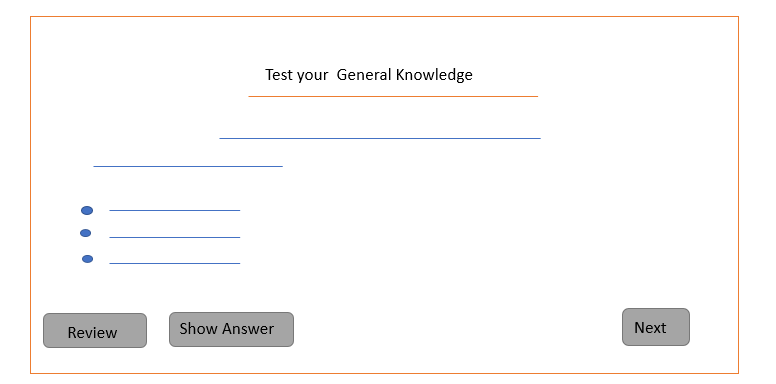 Test your General Knowledge
Review
Show Answer
Next